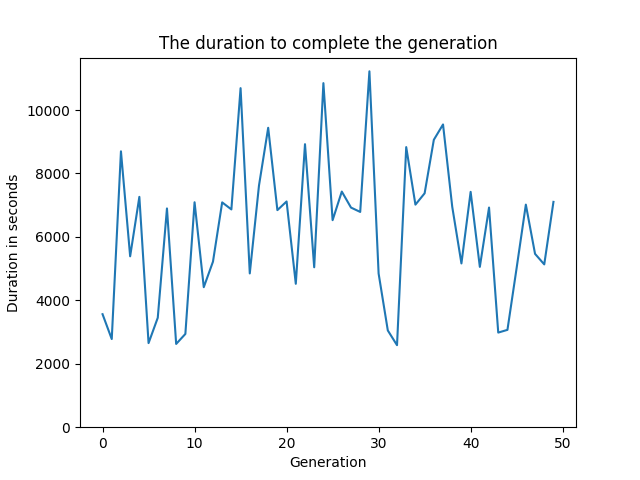 The duration to complete the generation
Duration in seconds
10000
8000
6000
4000
2000
0
0 10 20 30 40 50
Generation